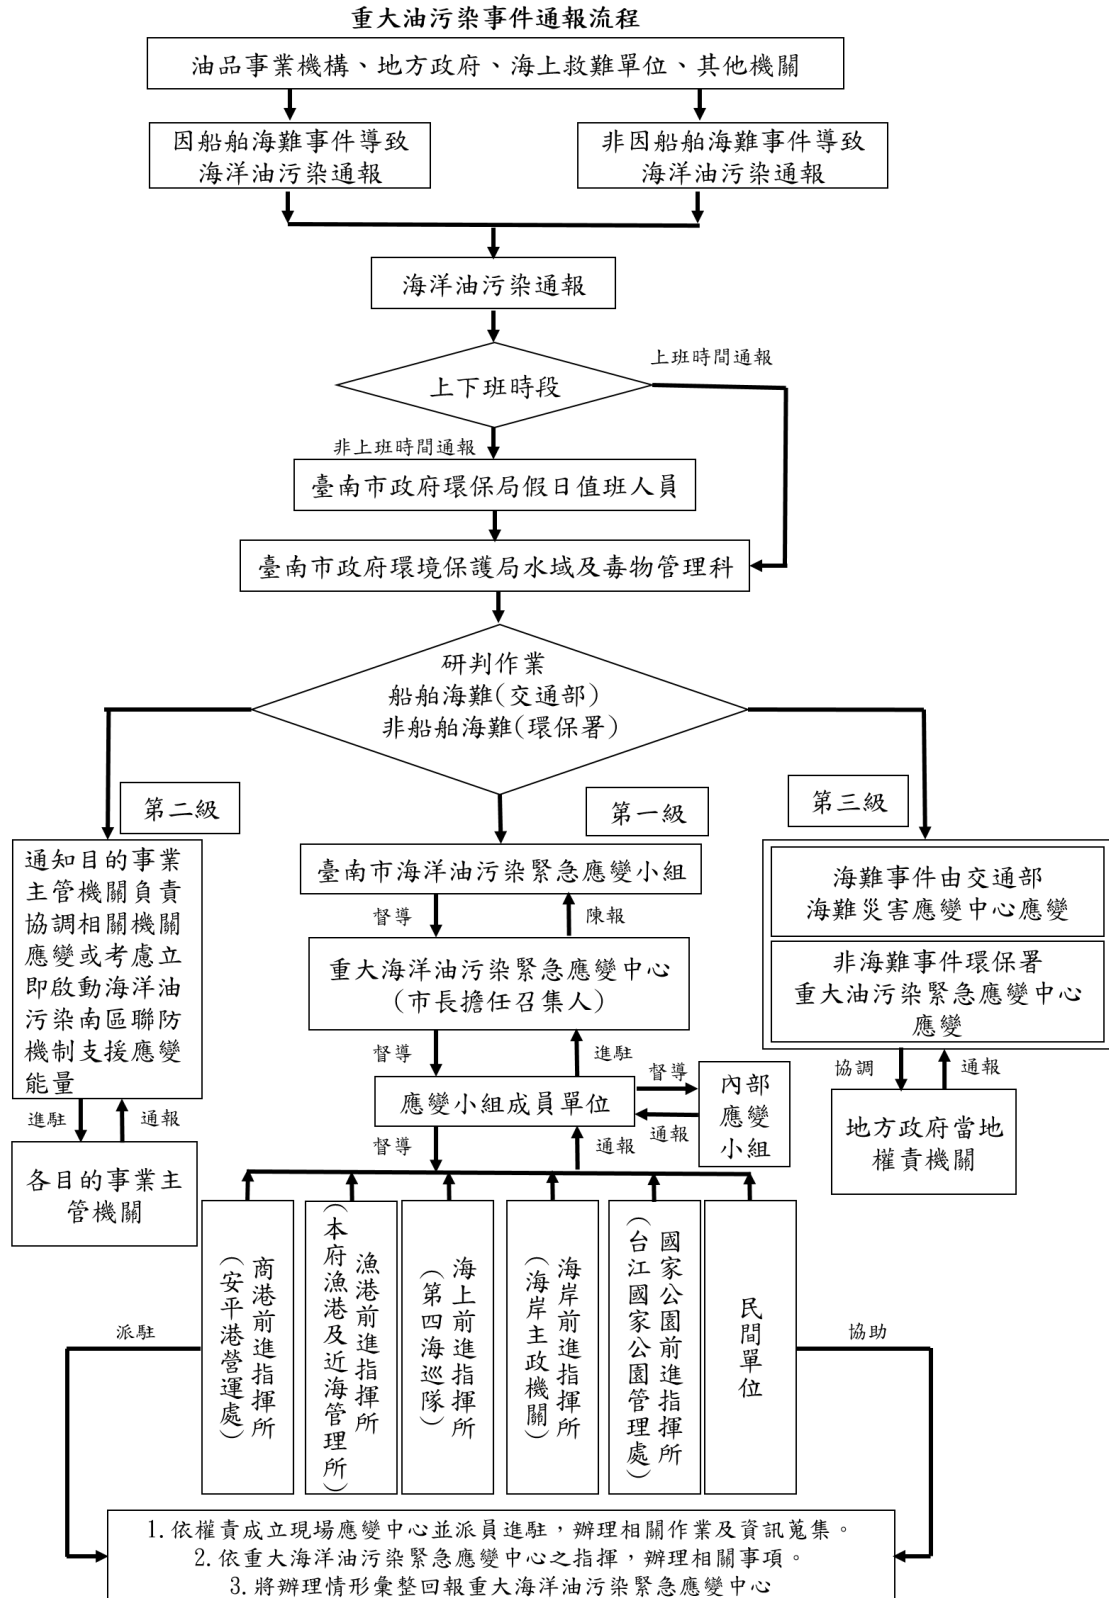 重大油污染事件通報流程
油品事業機構、地方政府、海上救難單位、其他機關
因船舶海難事件導致
海洋油污染通報
非因船舶海難事件導致
海洋油污染通報
海洋油污染通報
上下班時段
上班時間通報
非上班時間通報
臺南市政府環保局假日值班人員
臺南市政府環境保護局水域及毒物管理科
研判作業
船舶海難(交通部)
非船舶海難(環保署)
第二級
通知目的事業
主管機關負責
協調相關機關
應變或考慮立
即啟動海洋油
污染南區聯防
機制支援應變
能量
進駐
通報
各目的事業主
管機關
第一級
臺南市海洋油污染緊急應變小組
督導
陳報
重大海洋油污染緊急應變中心
(市長擔任召集人)
督導
進駐
應變小組成員單位
督導
通報
內部
應變
小組
督導
通報
第三級
海難事件由交通部
海難災害應變中心應變
非海難事件環保署
重大油污染緊急應變中心
應變
協調
通報
地方政府當地
權責機關
商港前進指揮所
(安平港營運處)
漁港前進指揮所
(本府漁港及近海管理所)
海上前進指揮所
(第四海巡隊)
海岸前進指揮所
(海岸主政機關)
國家公園前進指揮所
(台江國家公園管理處)
民間單位
派駐
協助
1.依權責成立現場應變中心並派員進駐，辦理相關作業及資訊蒐集。
2.依重大海洋油污染緊急應變中心之指揮，辦理相關事項。
3.將辦理情形彙整回報重大海洋油污染緊急應變中心